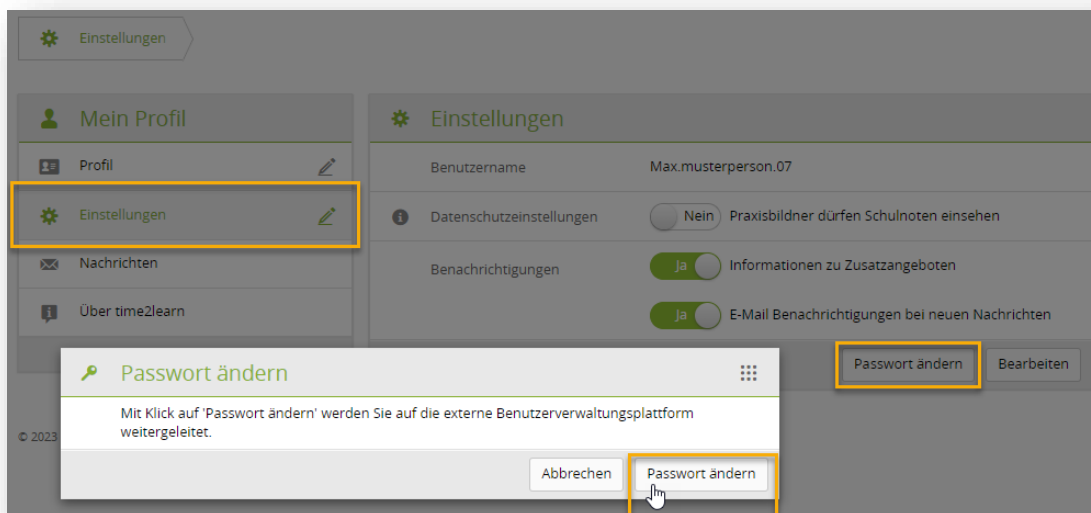 Einstellungen
Mein Profil
Profil
Einstellungen
Nachrichten
Über time2learn
Einstellungen
Benutzername Max.musterperson.07
Datenschutzeinstellungen Nein Praxisbildner dürfen Schulnoten einsehen
Benachrichtigungen Ja Informationen zu Zusatzangeboten
Ja E-Mail Benachrichtigungen bei neuen Nachrichten
Passwort ändern Bearbeiten
Passwort ändern
Mit Klick auf 'Passwort ändern' werden Sie auf die externe Benutzerverwaltungsplattform
weitergeleitet.
Abbrechen Passwort ändern
© 2023